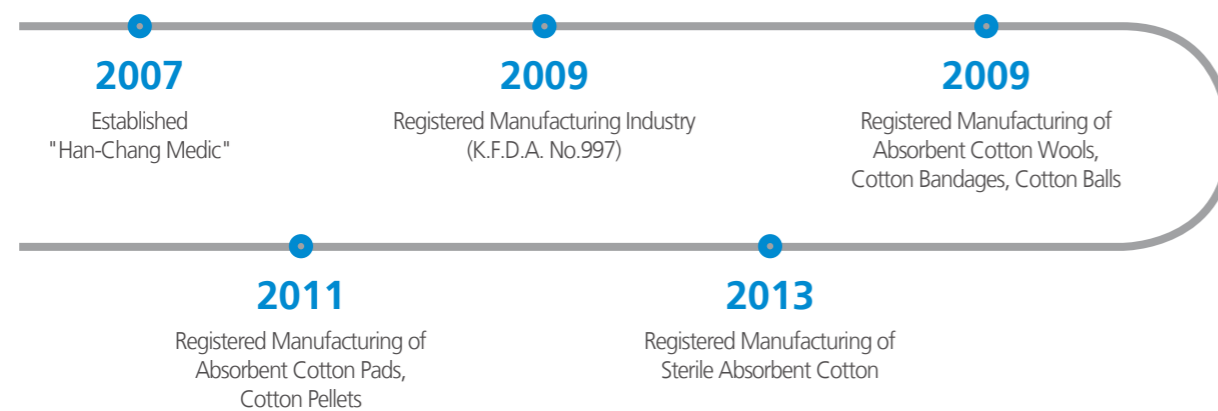 2007
Established
"Han-Chang Medic"
2009
Registered Manufacturing Industry
(K.F.D.A. No.997)
2009
Registered Manufacturing of
Absorbent Cotton Wools,
Cotton Bandages, Cotton Balls
2011
Registered Manufacturing of
Absorbent Cotton Pads,
Cotton Pellets
2013
Registered Manufacturing of
Sterile Absorbent Cotton